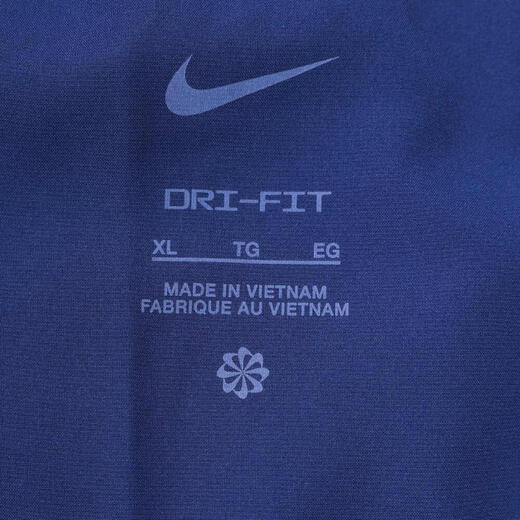 DRI-FIT
XL TG EG
MADE IN VIETNAM
FABRIQUE AU VIETNAM